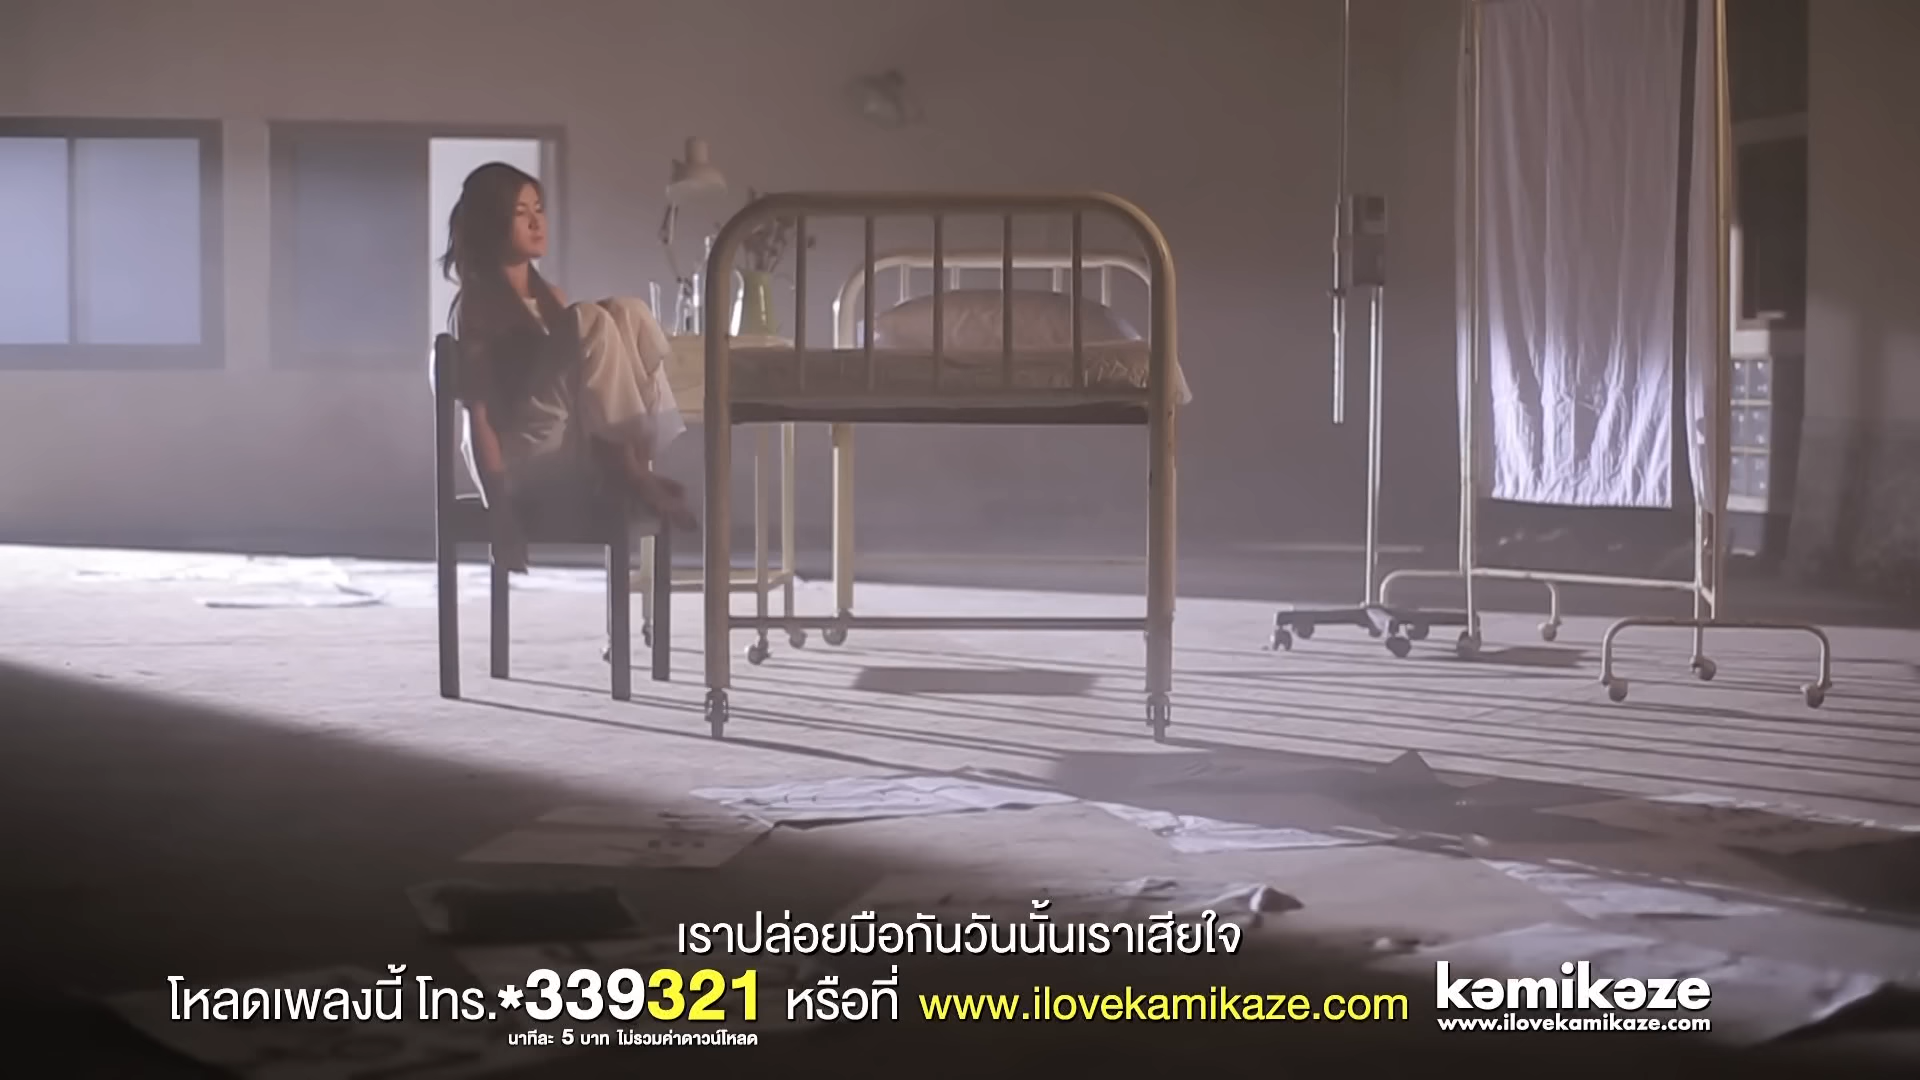 เราปล่อยมือกันวันนั้นเราเสียใจ
โหลดเพลงนี้ โทร.*339321 หรือที่ www.ilovekamikaze.com
นาทีละ 5 บาท ไม่รวมค่าดาวน์โหลด
kamikaze
www.ilovekamikaze.com